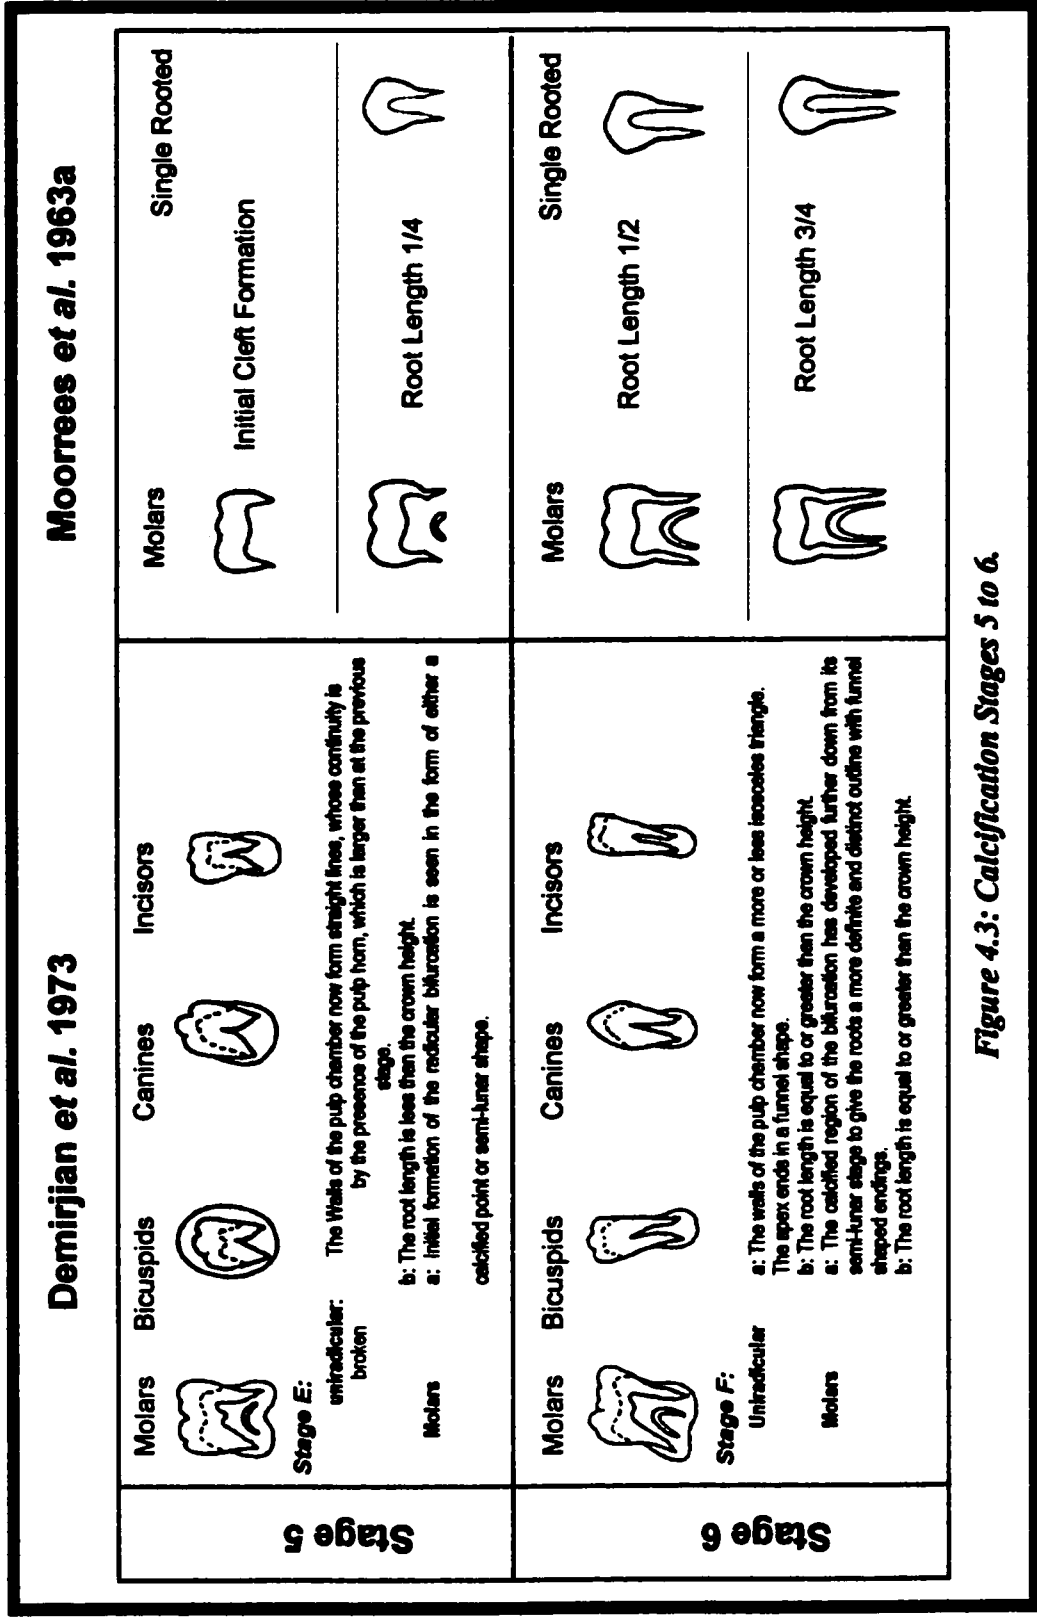 Demirjian et al. 1973
Moorrees et al. 1963a
Stage 5
Molars Bicuspids Canines Incisors
Stage E:
uniradicular: The Walls of the pulp chamber now form straight lines, whose continuity is
broken by the presence of the pulp horn, which is larger than at the previous
stage.
b: The root length is less than the crown height.
Molars a: Initial formation of the radicular bifurcation is seen in the form of either a
calcified point or semi-lunar shape.
Molars Single Rooted
Initial Cleft Formation
Root Length 1/4
Stage 6
Molars Bicuspids Canines Incisors
Stage F:
Uniradicular a: The walls of the pulp chamber now form a more or less isosceles triangle.
The apex ends in a funnel shape.
b: The root length is equal to or greater than the crown height.
Molars a: The calcified region of the bifurcation has developed further down from its
semi-lunar stage to give the roots a more definite and distinct outline with funnel
shaped endings.
b: The root length is equal to or greater than the crown height.
Molars Single Rooted
Root Length 1/2
Root Length 3/4
Figure 4.3: Calcification Stages 5 to 6.